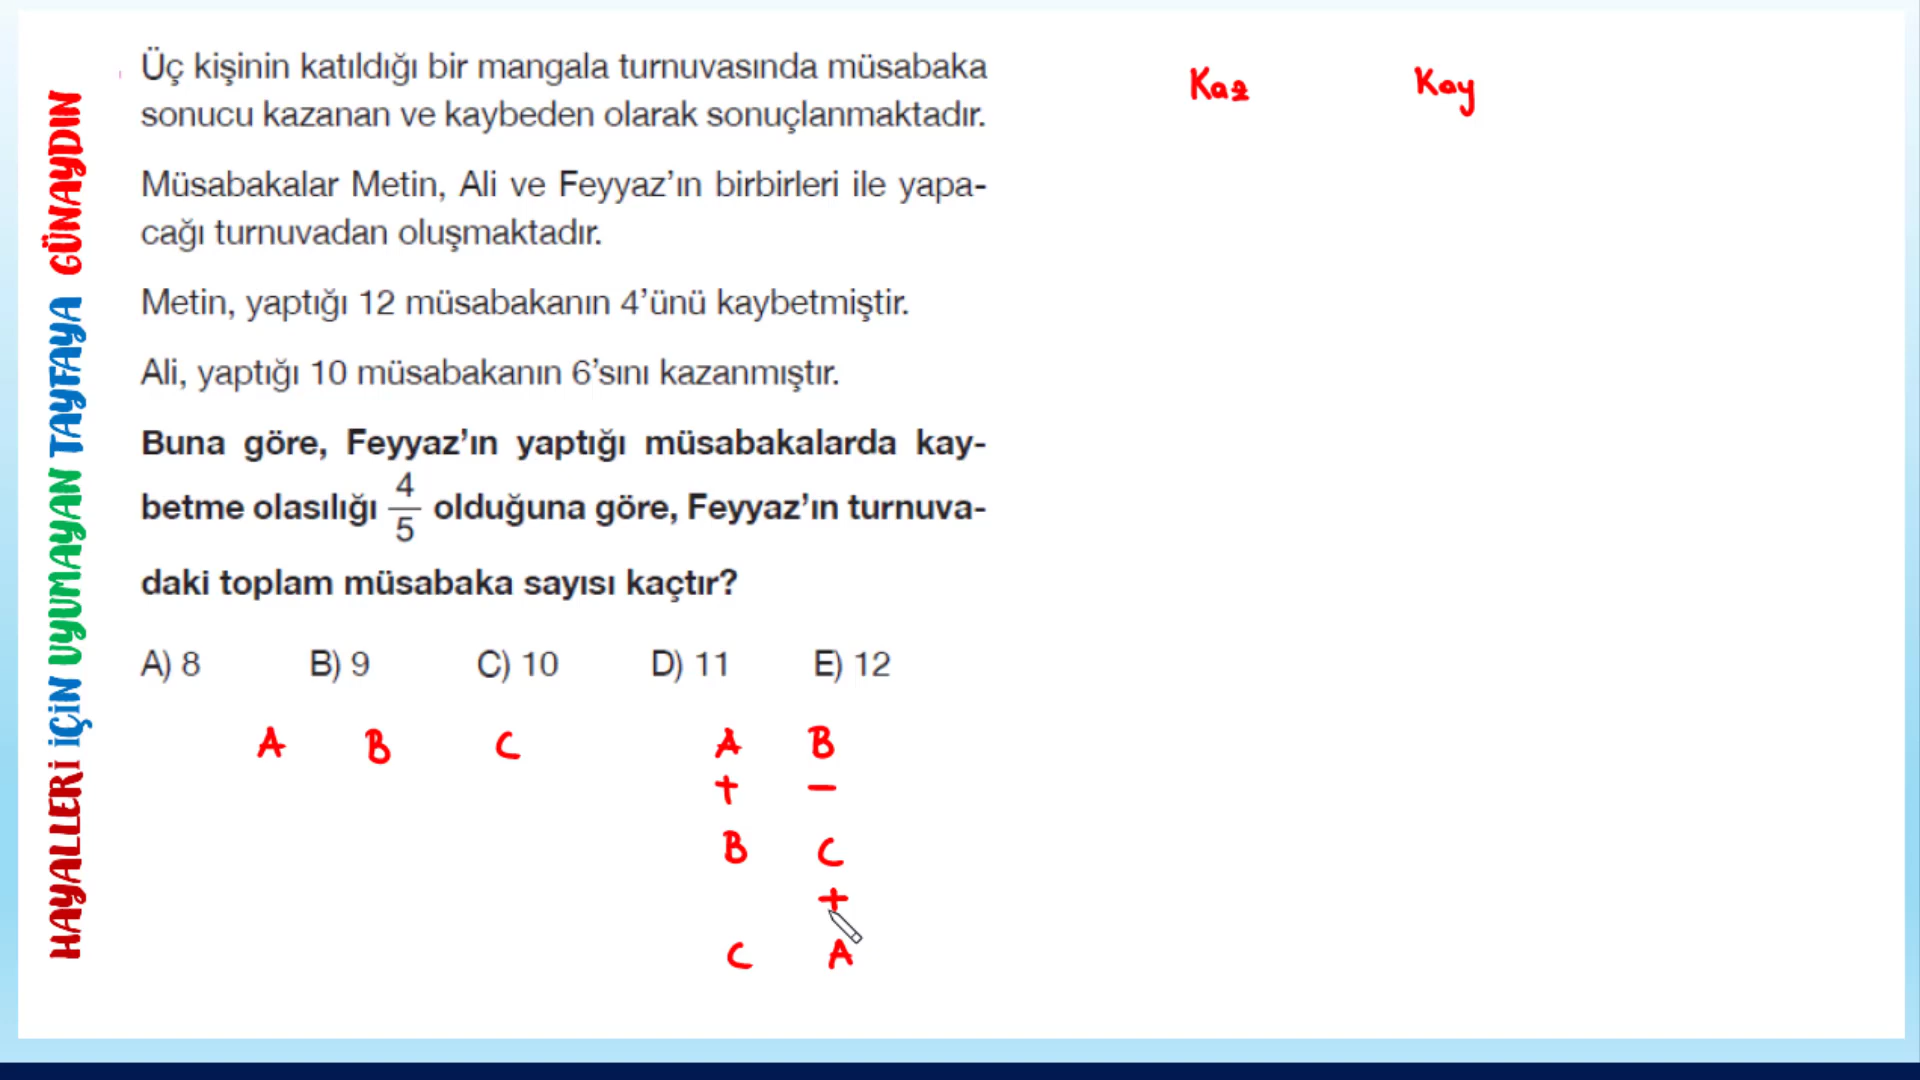 HAYALLERİ İÇİN UYUMAYAN TAYFAYA GÜNAYDIN
Üç kişinin katıldığı bir mangala turnuvasında müsabaka
sonucu kazanan ve kaybeden olarak sonuçlanmaktadır.
Müsabakalar Metin, Ali ve Feyyaz’ın birbirleri ile yapa-
cağı turnuvadan oluşmaktadır.
Metin, yaptığı 12 müsabakanın 4’ünü kaybetmiştir.
Ali, yaptığı 10 müsabakanın 6’sını kazanmıştır.
Buna göre, Feyyaz’ın yaptığı müsabakalarda kay-
betme olasılığı 4/5 olduğuna göre, Feyyaz’ın turnuva-
daki toplam müsabaka sayısı kaçtır?
A) 8 B) 9 C) 10 D) 11 E) 12
A B C
A B
+ −
B C
+
C A
Kaz Kay